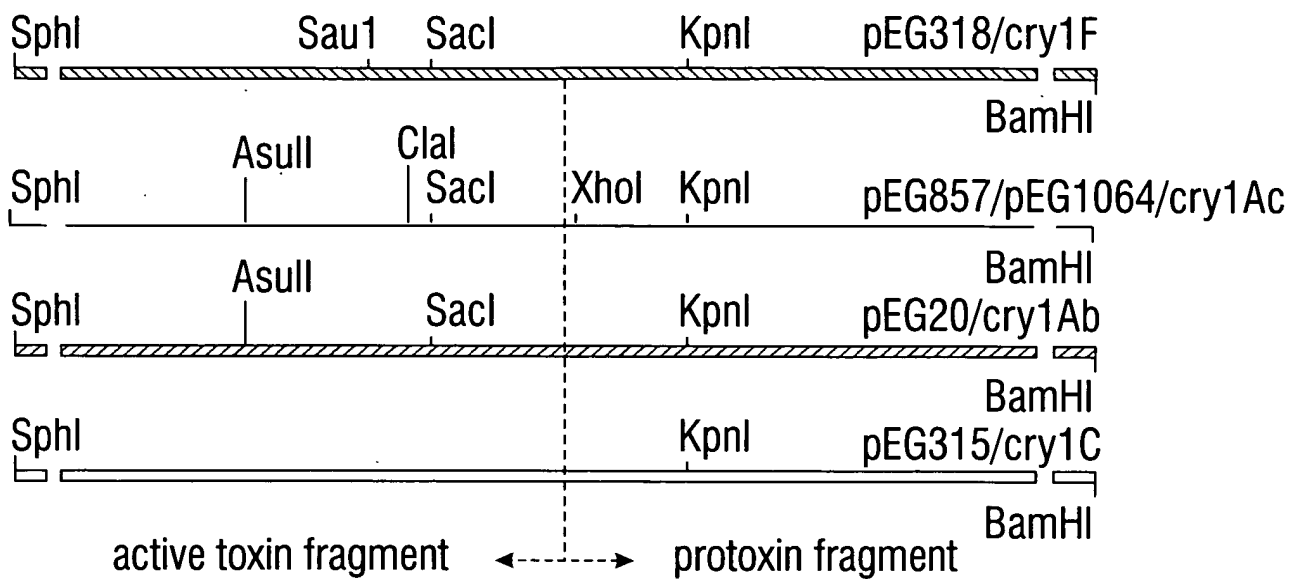 SphI Sau1 SacI KpnI pEG318/cry1F
BamHI
AsuII ClaI
SphI SacI XhoI KpnI pEG857/pEG1064/cry1Ac
BamHI
AsuII
SphI SacI KpnI pEG20/cry1Ab
BamHI
SphI KpnI pEG315/cry1C
BamHI
active toxin fragment protoxin fragment